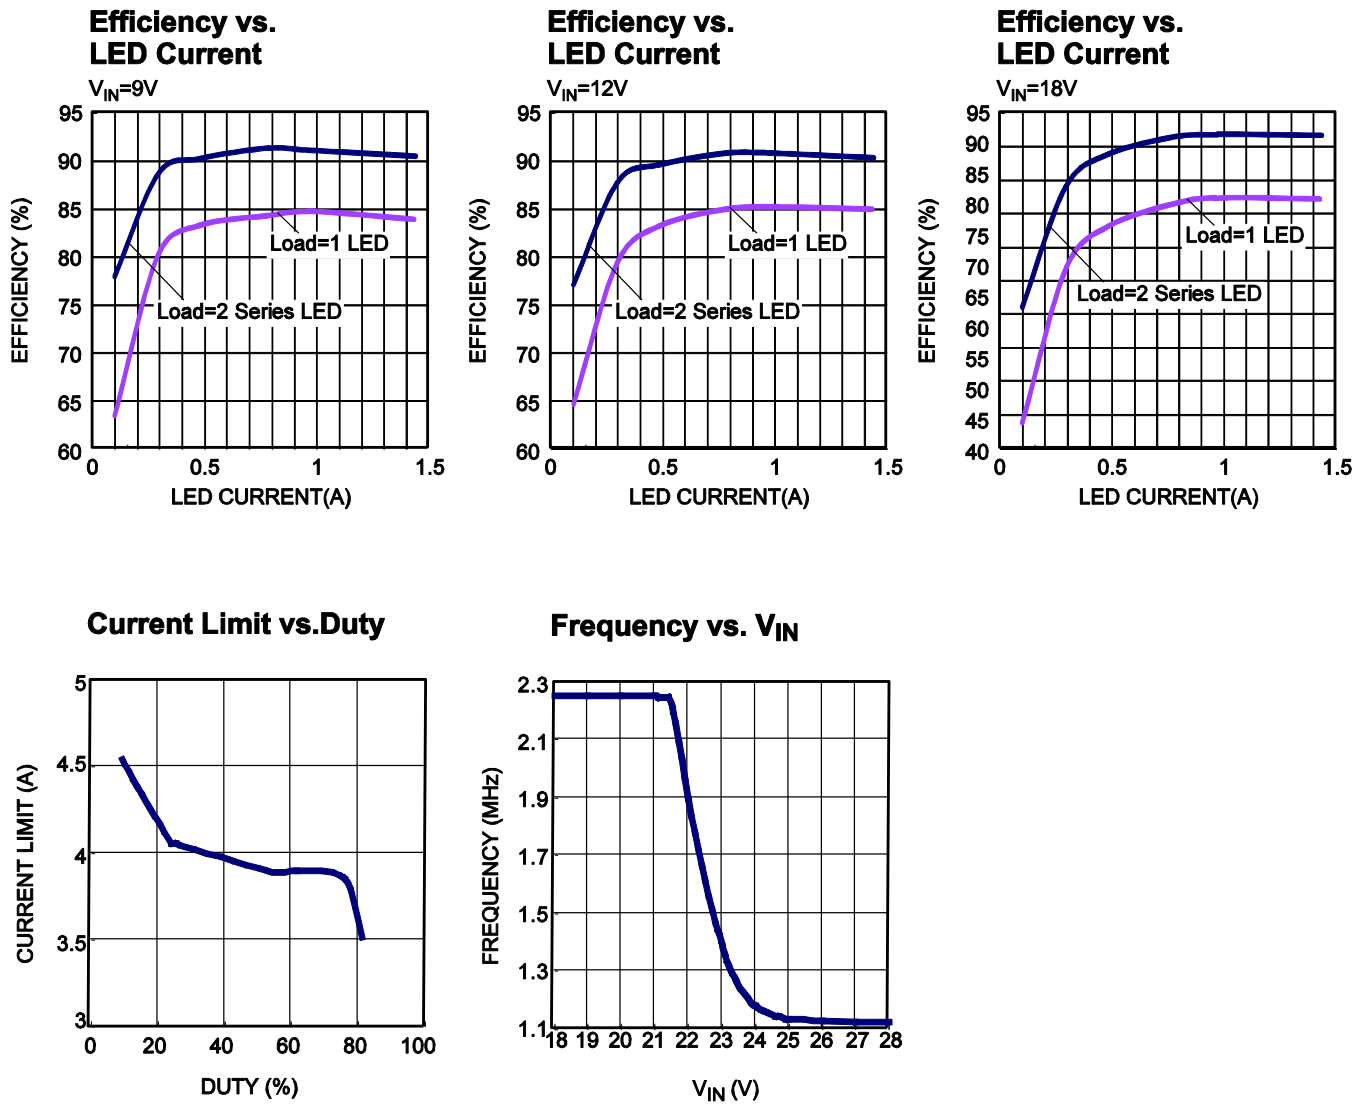 Efficiency vs.
LED Current
VIN=9V
95
90
85
80
75
70
65
60
EFFICIENCY (%)
Load=1 LED
Load=2 Series LED
0 0.5 1 1.5
LED CURRENT(A)
Efficiency vs.
LED Current
VIN=12V
95
90
85
80
75
70
65
60
EFFICIENCY (%)
Load=1 LED
Load=2 Series LED
0 0.5 1 1.5
LED CURRENT(A)
Efficiency vs.
LED Current
VIN=18V
95
90
85
80
75
70
65
60
55
50
45
40
EFFICIENCY (%)
Load=1 LED
Load=2 Series LED
0 0.5 1 1.5
LED CURRENT(A)
Current Limit vs.Duty
5
4.5
4
3.5
3
CURRENT LIMIT (A)
0 20 40 60 80 100
DUTY (%)
Frequency vs. VIN
2.3
2.1
1.9
1.7
1.5
1.3
1.1
FREQUENCY (MHz)
18 19 20 21 22 23 24 25 26 27 28
VIN (V)